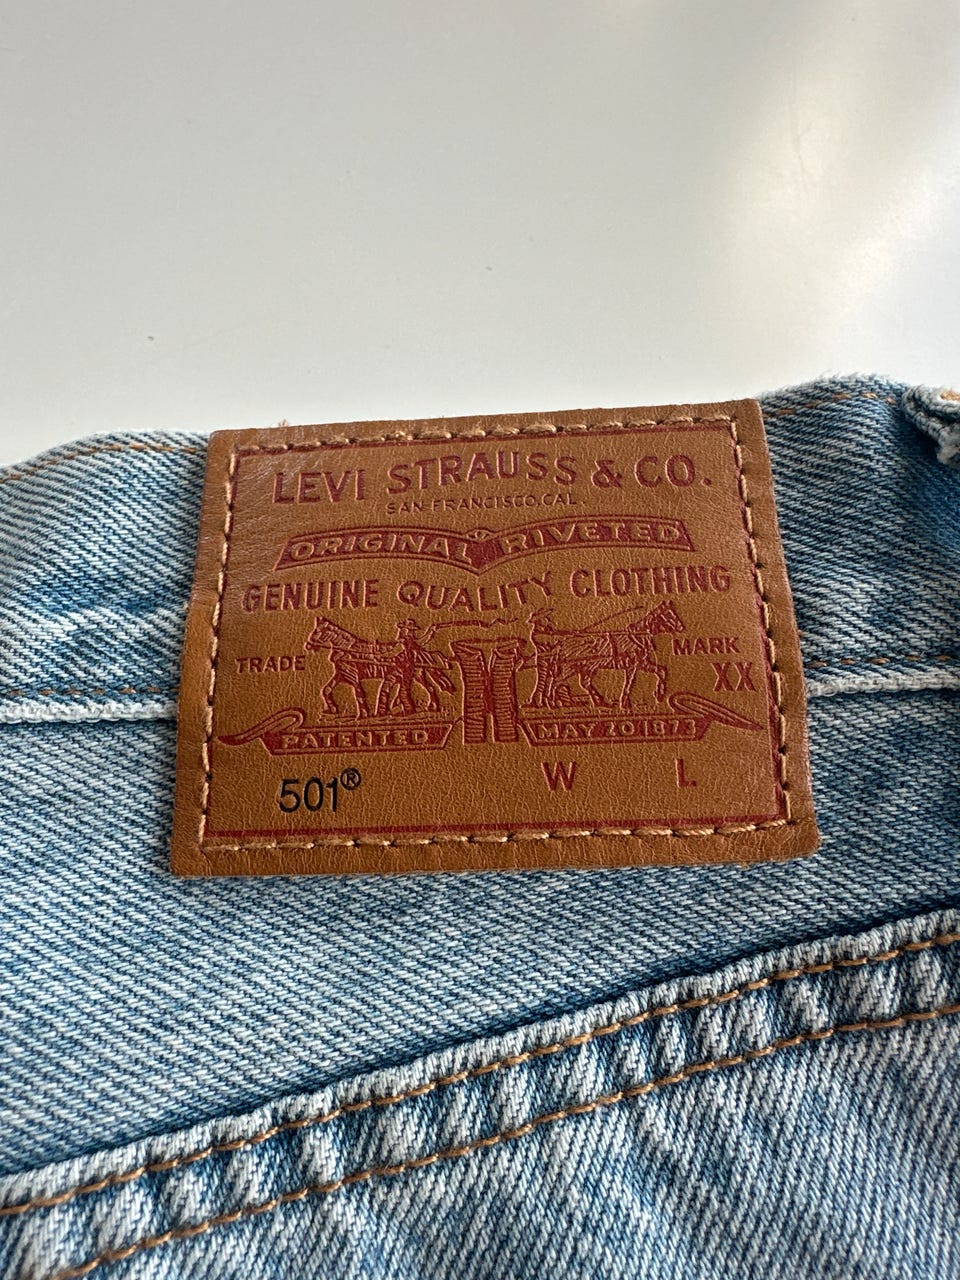 LEVI STRAUSS & CO.
SAN FRANCISCO, CAL.
ORIGINAL RIVETED
GENUINE QUALITY CLOTHING
TRADE MARK
XX
PATENTED MAY 20 1873
501® W L